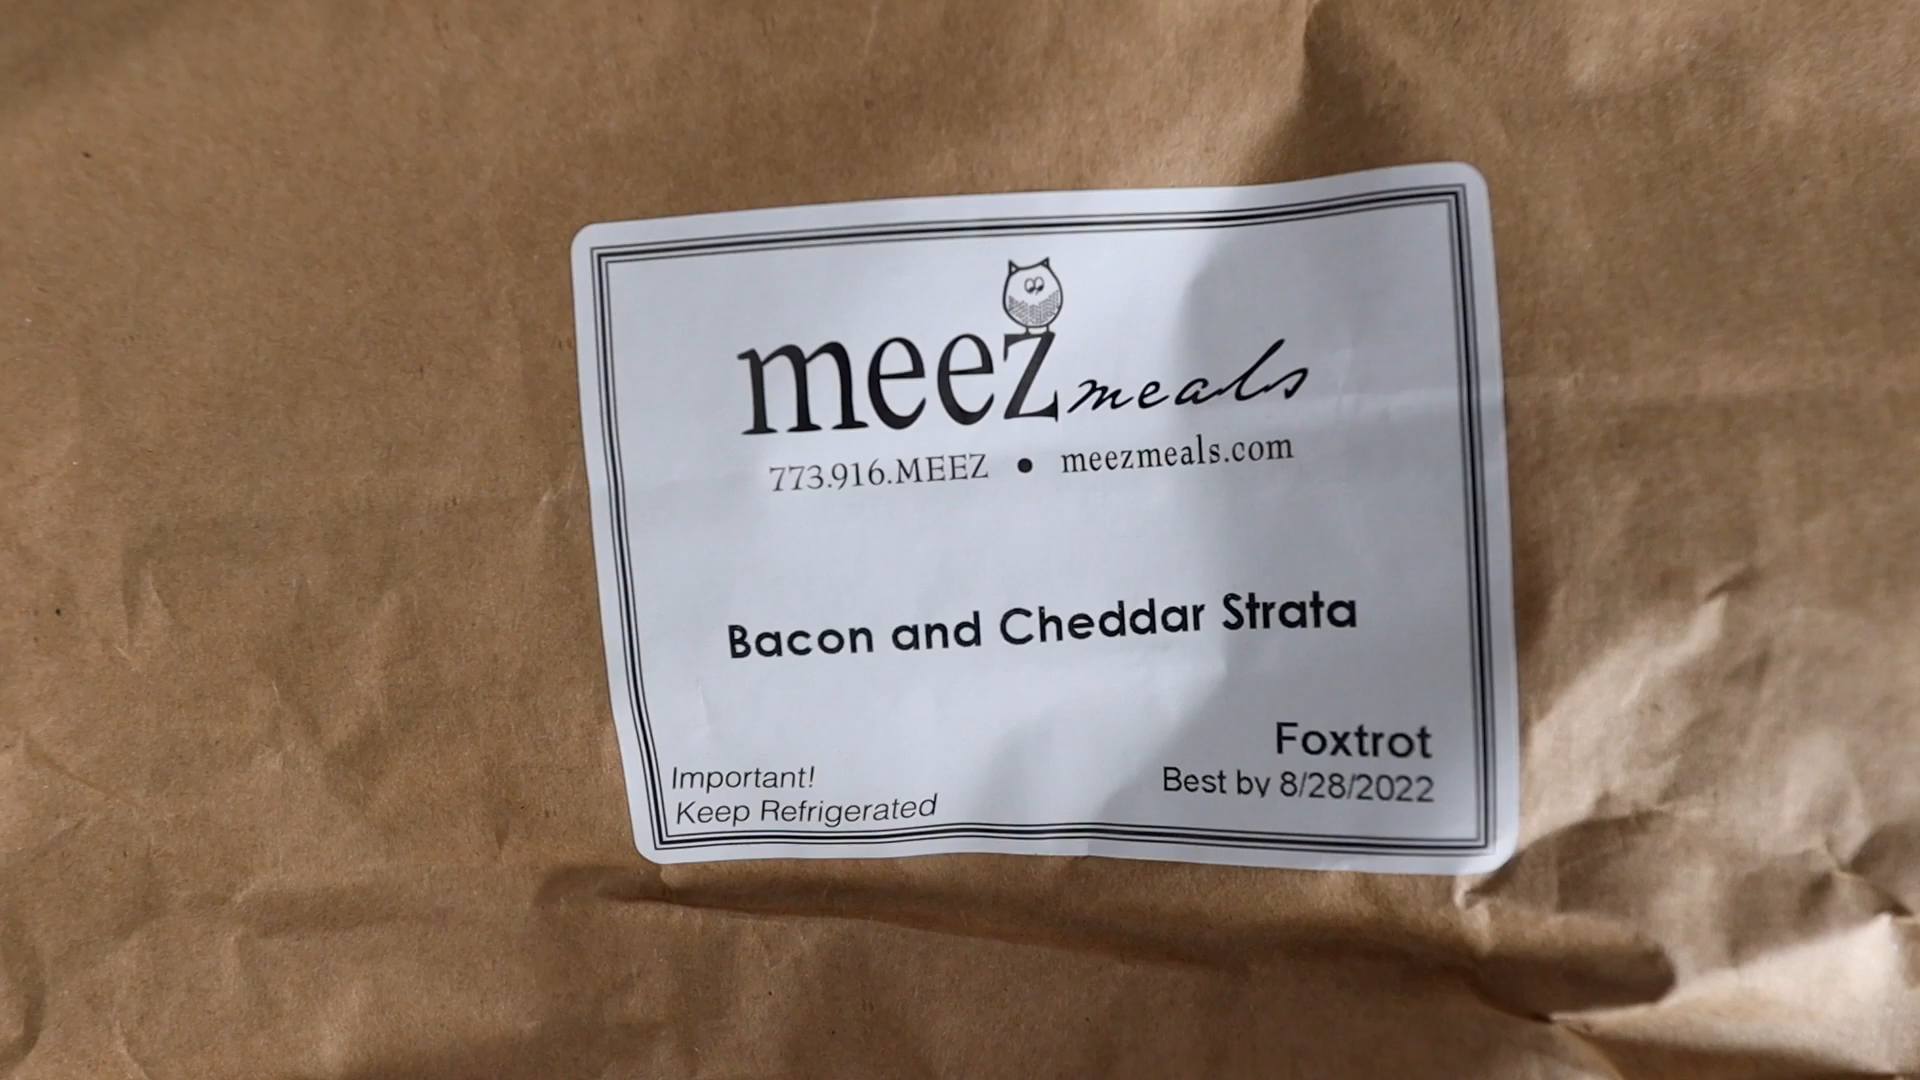 meez meals
773.916.MEEZ • meezmeals.com
Bacon and Cheddar Strata
Foxtrot
Best by 8/28/2022
Important!
Keep Refrigerated